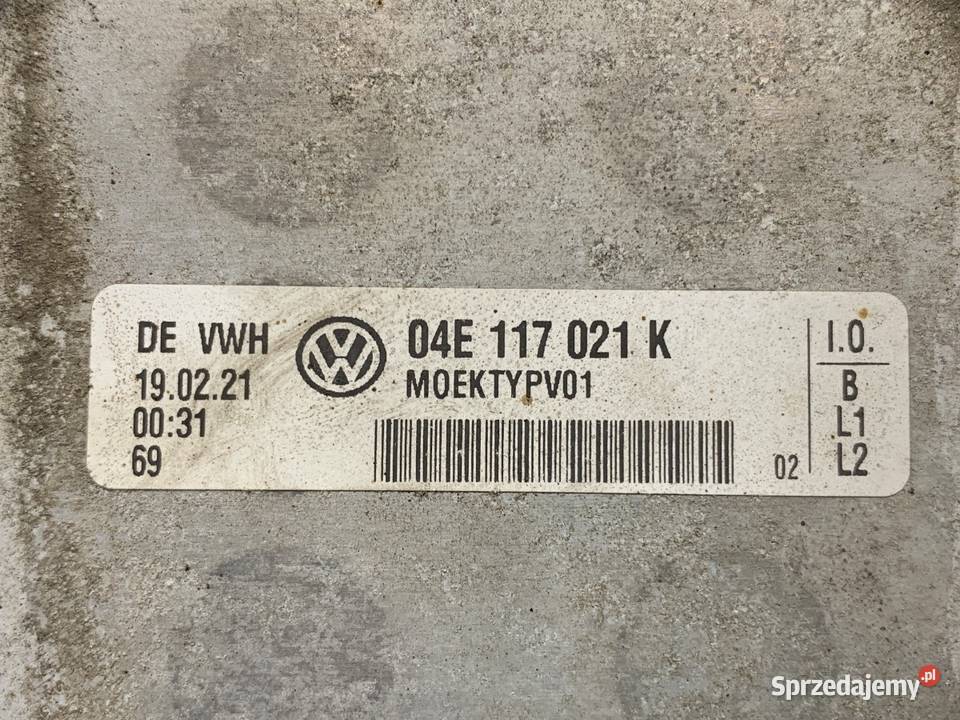 DE VWH
19.02.21
00:31
69
04E 117 021 K
MOEKTYPV01
02
I.O.
B
L1
L2
Sprzedajemy.pl